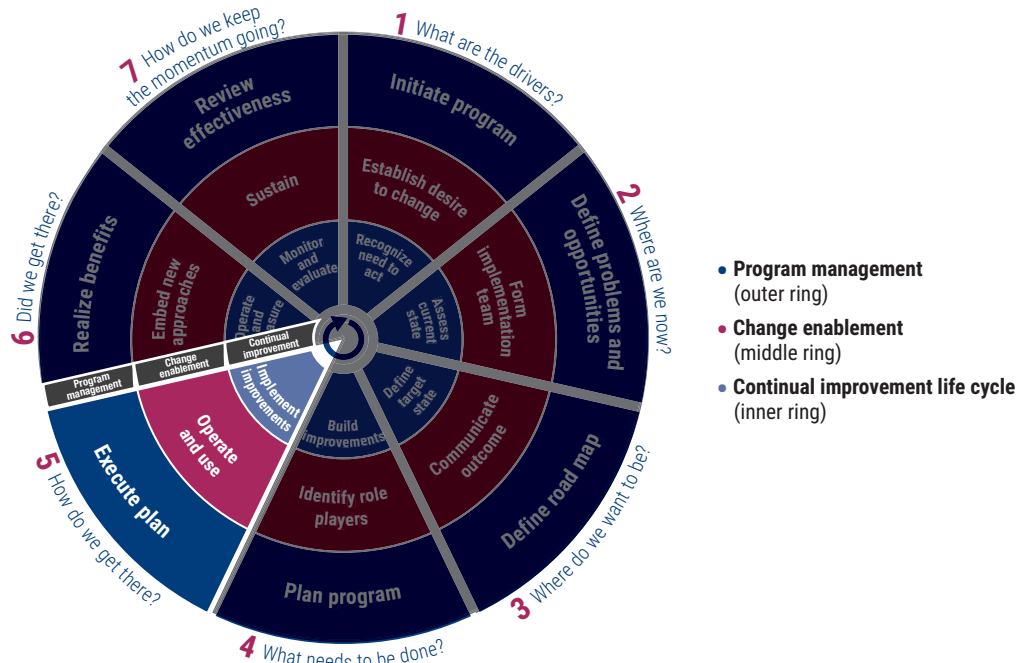 1 What are the drivers?
Initiate program
Establish desire
to change
Recognize
need to
act
2 Where are we now?
Define problems and
opportunities
Form
implementation
team
Assess
current
state
3 Where do we want to be?
Define road map
Communicate
outcome
Define
target
state
4 What needs to be done?
Plan program
Identify role
players
Build
improvements
5 How do we get there?
Execute plan
Operate
and use
Implement
improvements
6 Did we get there?
Realize benefits
Embed new
approaches
Operate
and
7 How do we keep
the momentum going?
Review
effectiveness
Sustain
Monitor
and
evaluate
Program
management
Change
enablement
Continual
improvement
• Program management
(outer ring)
• Change enablement
(middle ring)
• Continual improvement life cycle
(inner ring)